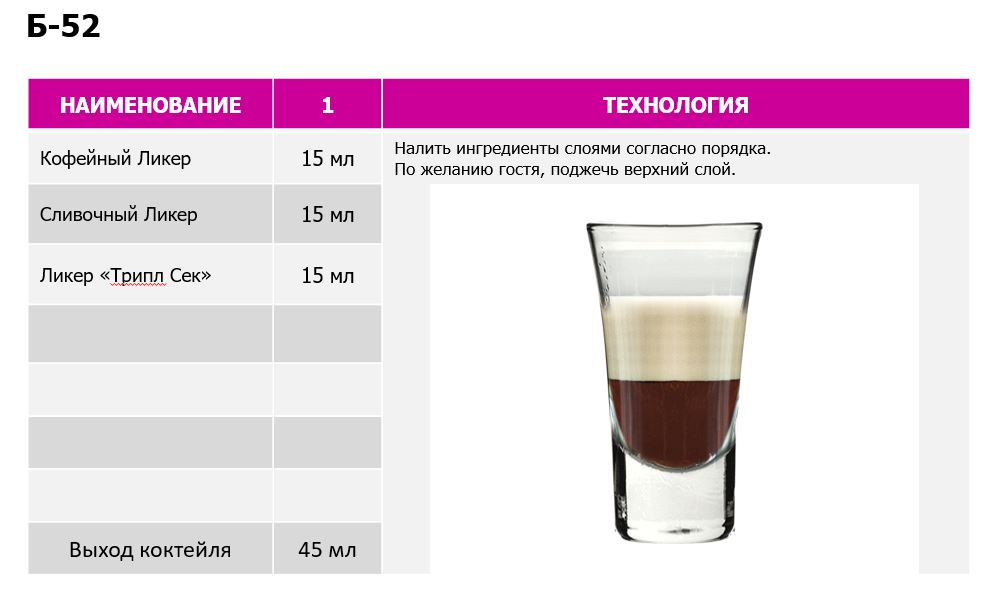 Б-52
НАИМЕНОВАНИЕ 1 ТЕХНОЛОГИЯ
Кофейный Ликер 15 мл
Налить ингредиенты слоями согласно порядка.
По желанию гостя, поджечь верхний слой.
Сливочный Ликер 15 мл
Ликер «Трипл Сек» 15 мл
Выход коктейля 45 мл